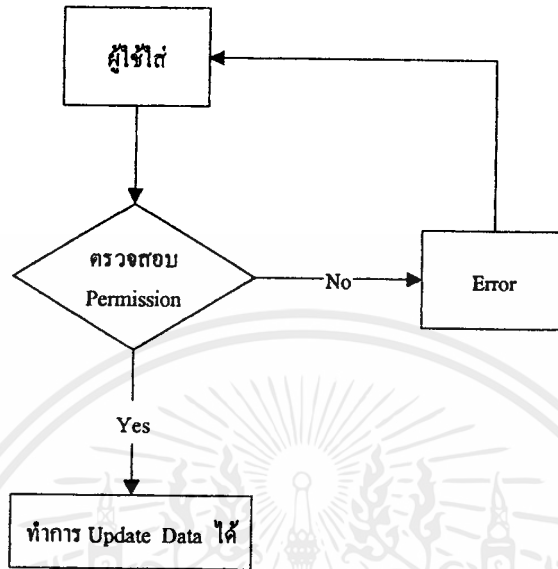 ผู้ใช้ใส่
ตรวจสอบ
Permission
No
Error
Yes
ทำการ Update Data ได้